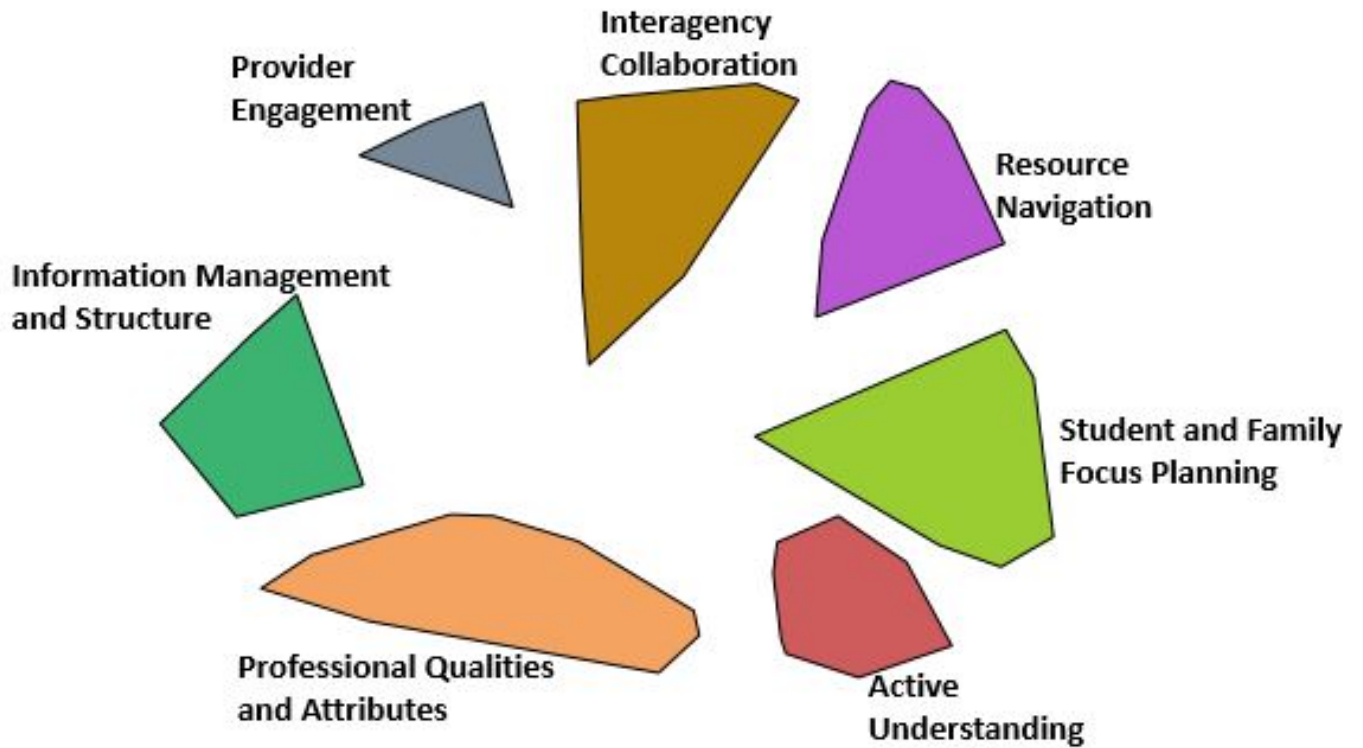 Interagency
Collaboration
Provider
Engagement
Resource
Navigation
Information Management
and Structure
Student and Family
Focus Planning
Professional Qualities
and Attributes
Active
Understanding